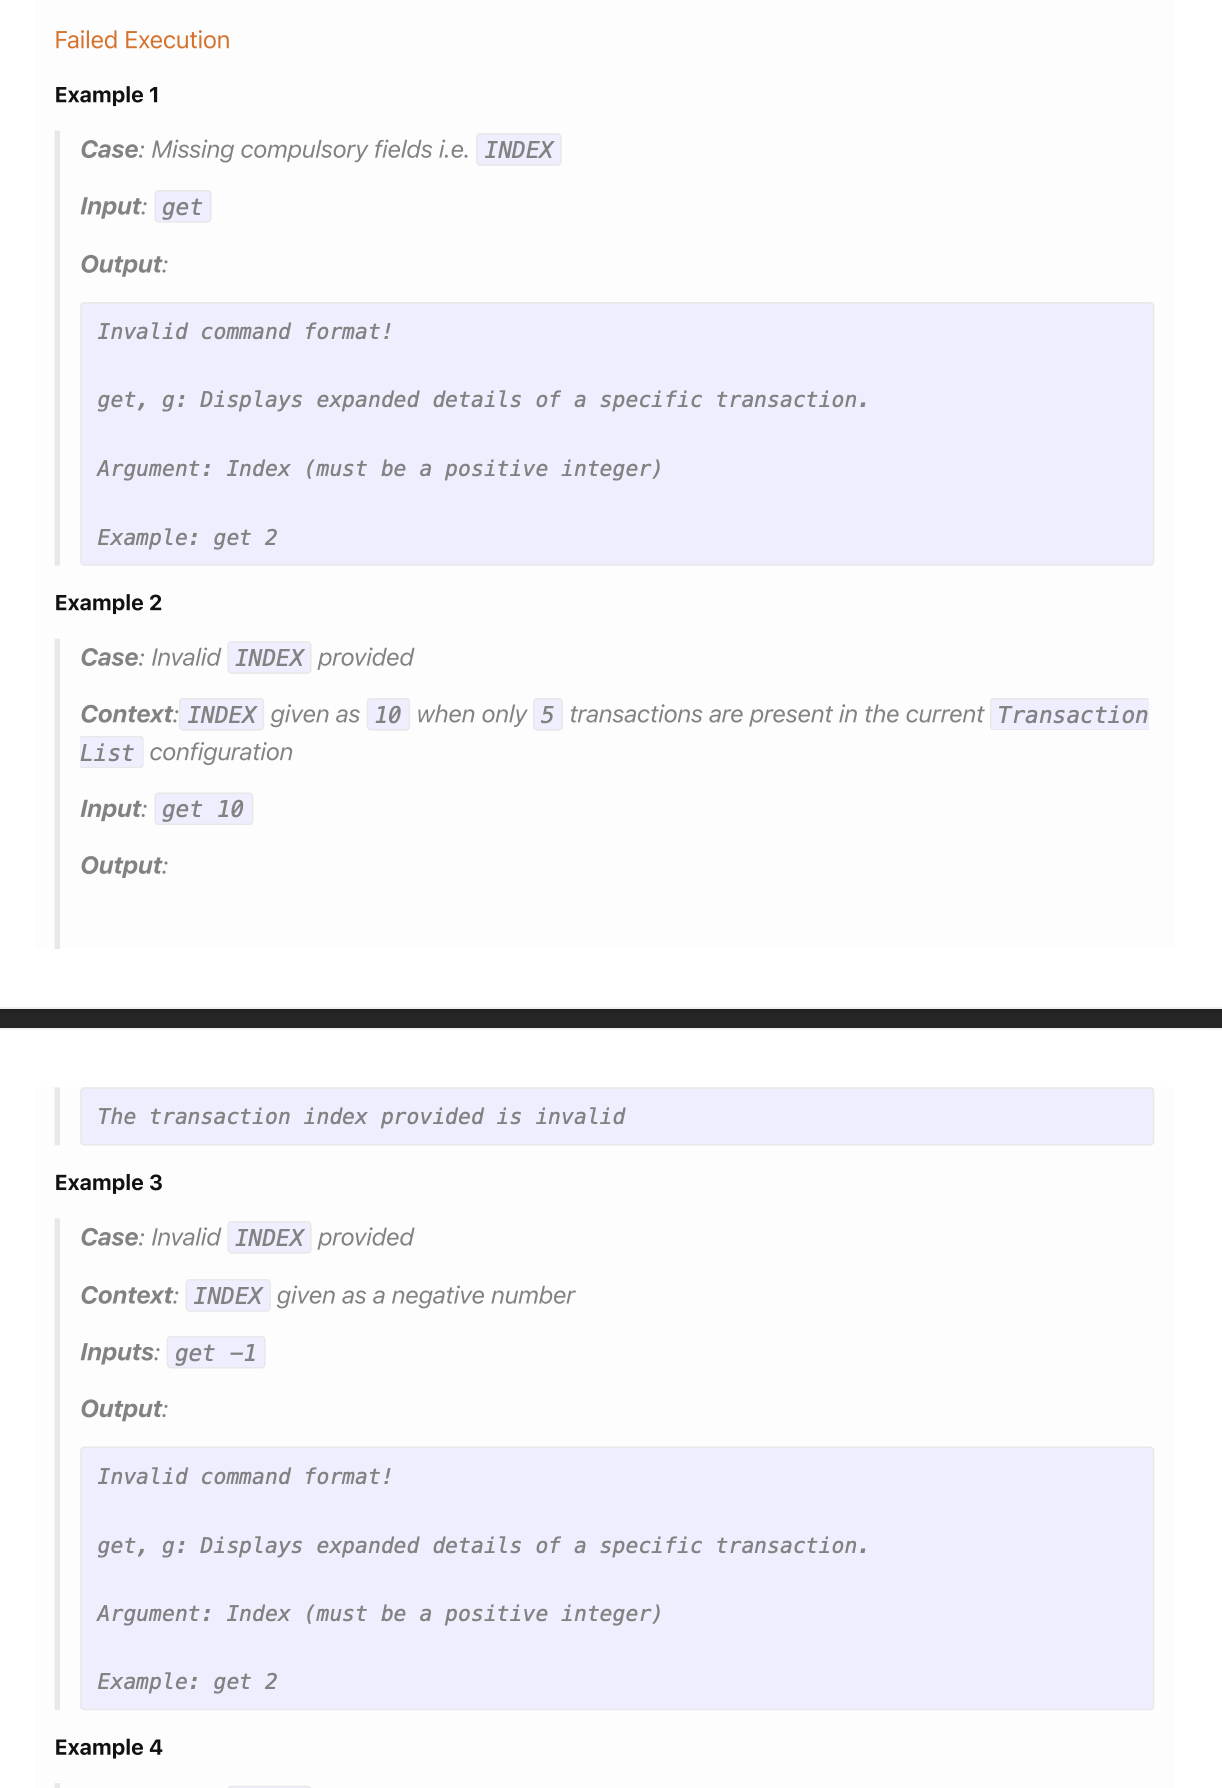 Failed Execution
Example 1
Case: Missing compulsory fields i.e. INDEX
Input: get
Output:
Invalid command format!
get, g: Displays expanded details of a specific transaction.
Argument: Index (must be a positive integer)
Example: get 2
Example 2
Case: Invalid INDEX provided
Context: INDEX given as 10 when only 5 transactions are present in the current Transaction
List configuration
Input: get 10
Output:
The transaction index provided is invalid
Example 3
Case: Invalid INDEX provided
Context: INDEX given as a negative number
Inputs: get -1
Output:
Invalid command format!
get, g: Displays expanded details of a specific transaction.
Argument: Index (must be a positive integer)
Example: get 2
Example 4